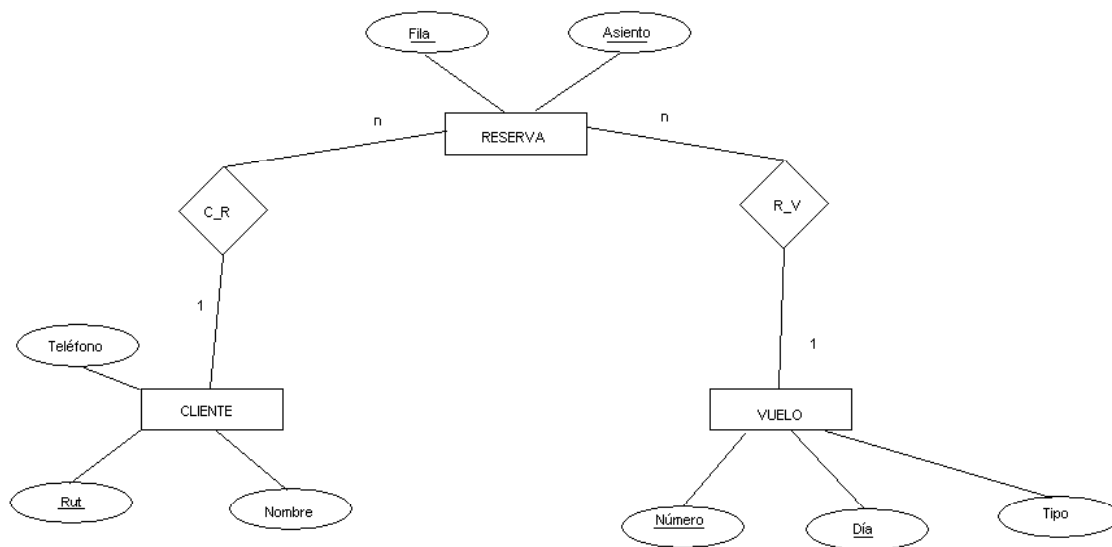 Fila
Asiento
n
n
RESERVA
C_R
R_V
1
1
Teléfono
CLIENTE
VUELO
Rut
Nombre
Número
Día
Tipo